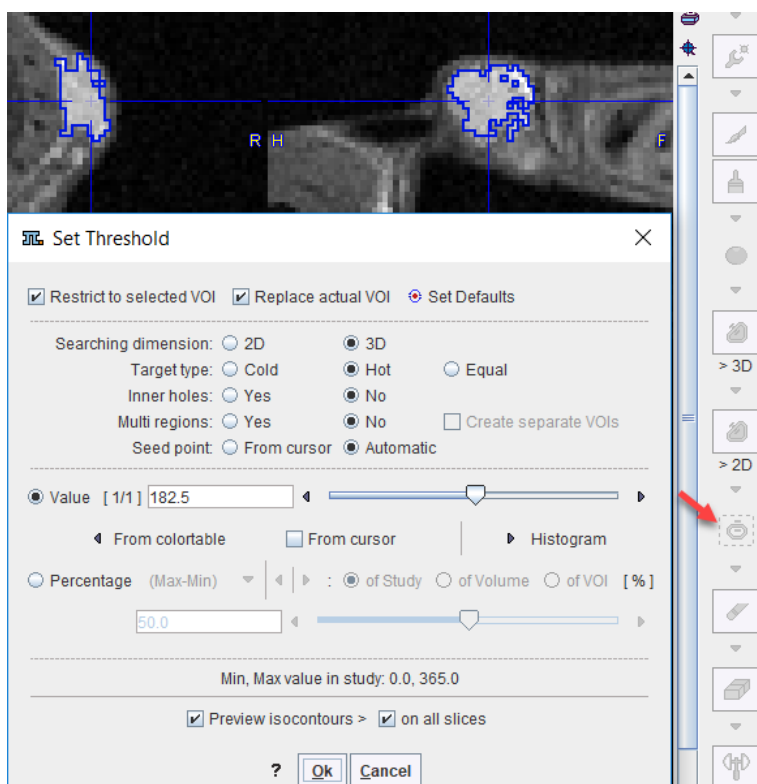 R H F
Set Threshold
Restrict to selected VOI Replace actual VOI Set Defaults
Searching dimension: 2D 3D
Target type: Cold Hot Equal
Inner holes: Yes No
Multi regions: Yes No Create separate VOIs
Seed point: From cursor Automatic
> 3D
> 2D
Value [ 1/1 ] 182.5
From colortable From cursor Histogram
Percentage (Max-Min) : of Study of Volume of VOI [ % ]
50.0
Min, Max value in study: 0.0, 365.0
Preview isocontours > on all slices
? Ok Cancel